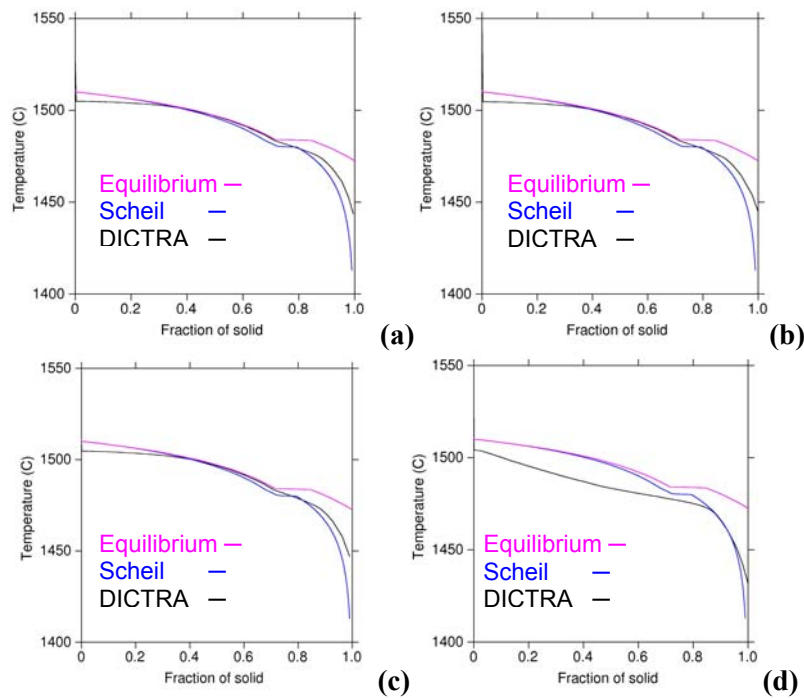 1550
1500
1450
1400
Temperature (C)
Equilibrium —
Scheil —
DICTRA —
0 0.2 0.4 0.6 0.8 1.0
Fraction of solid
(a)
1550
1500
1450
1400
Temperature (C)
Equilibrium —
Scheil —
DICTRA —
0 0.2 0.4 0.6 0.8 1.0
Fraction of solid
(b)
1550
1500
1450
1400
Temperature (C)
Equilibrium —
Scheil —
DICTRA —
0 0.2 0.4 0.6 0.8 1.0
Fraction of solid
(c)
1550
1500
1450
1400
Temperature (C)
Equilibrium —
Scheil —
DICTRA —
0 0.2 0.4 0.6 0.8 1.0
Fraction of solid
(d)